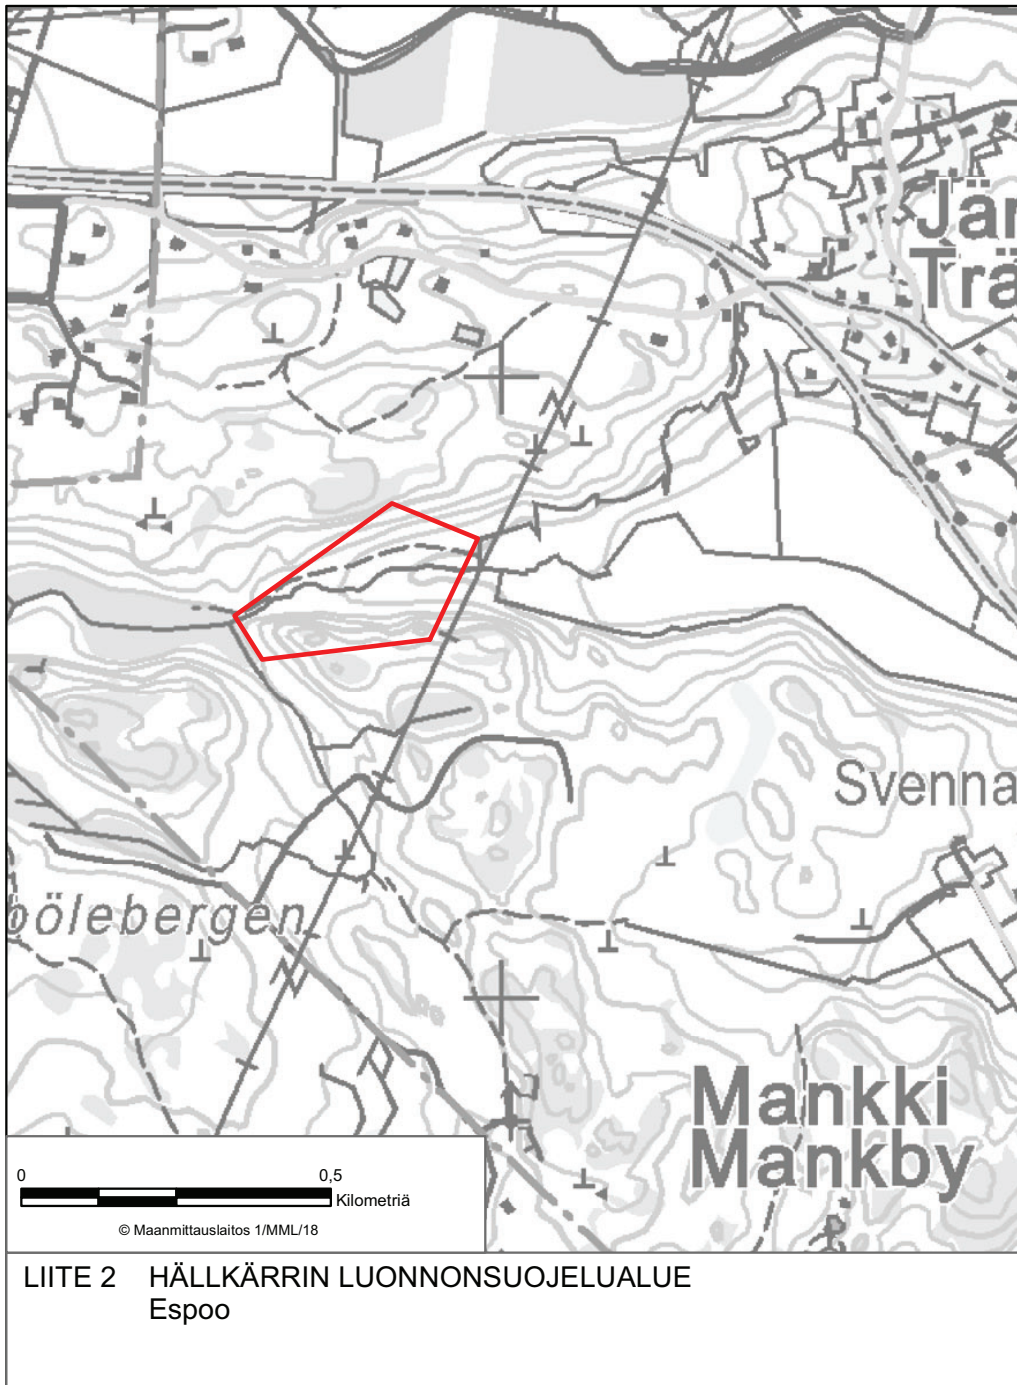 Jär
Trä
Svenna
bölebergen
Mankki
Mankby
0 0,5
Kilometriä
© Maanmittauslaitos 1/MML/18
LIITE 2 HÄLLKÄRRIN LUONNONSUOJELUALUE
Espoo